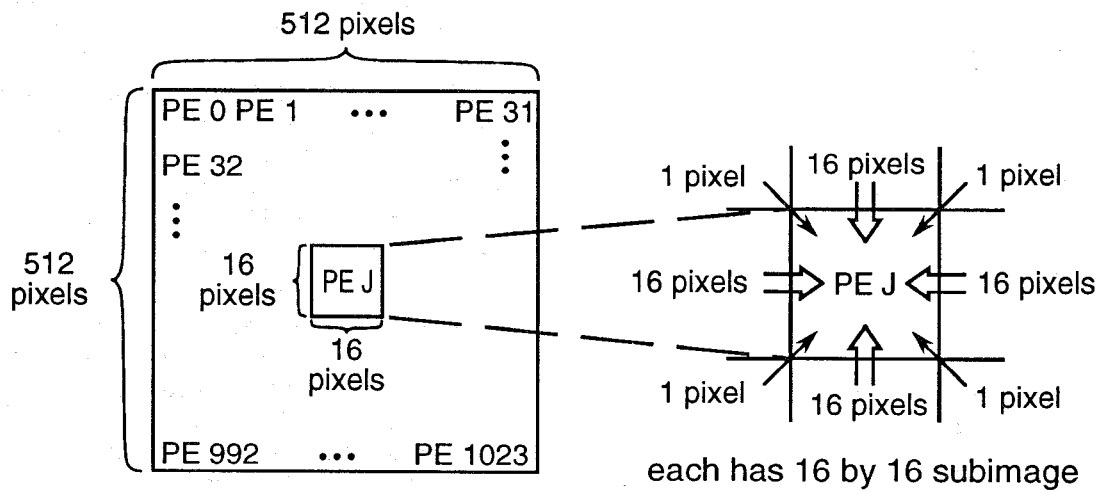 512 pixels
PE 0 PE 1 ••• PE 31
PE 32
512
pixels
16
pixels
PE J
16
pixels
PE 992 ••• PE 1023
1 pixel
16 pixels
1 pixel
16 pixels
PE J
16 pixels
1 pixel
16 pixels
1 pixel
each has 16 by 16 subimage